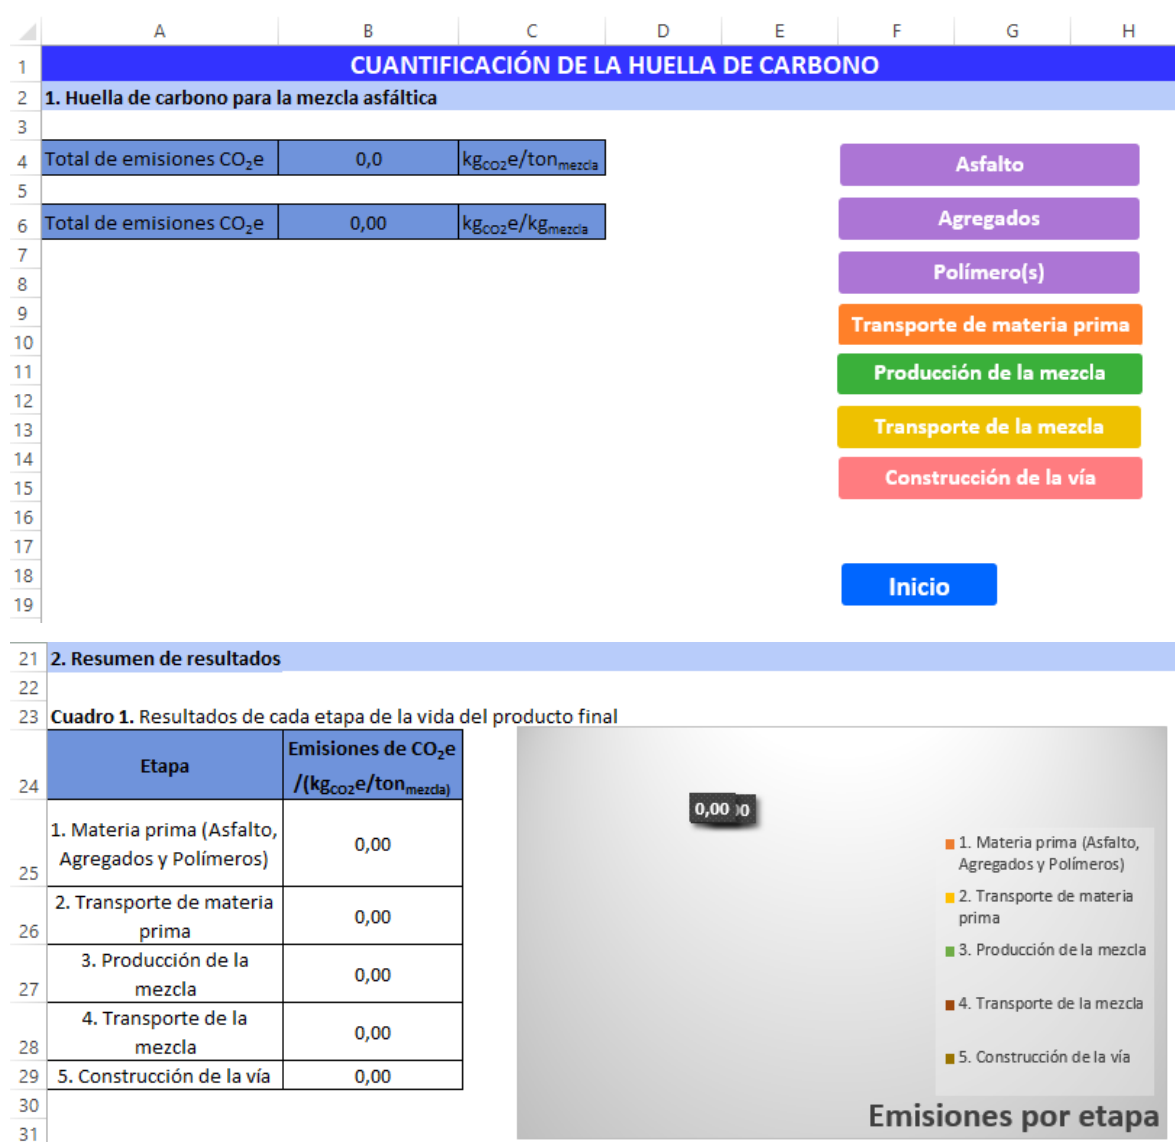 A B C D E F G H
1 CUANTIFICACIÓN DE LA HUELLA DE CARBONO
2 1. Huella de carbono para la mezcla asfáltica
3
4 Total de emisiones CO₂e 0,0 kgCO2e/tonmezcla
Asfalto
5
6 Total de emisiones CO₂e 0,00 kgCO2e/kgmezcla
Agregados
7
8
Polímero(s)
9
Transporte de materia prima
10
11
Producción de la mezcla
12
13
Transporte de la mezcla
14
15
Construcción de la vía
16
17
18
Inicio
19
21 2. Resumen de resultados
22
23 Cuadro 1. Resultados de cada etapa de la vida del producto final
24
Etapa
Emisiones de CO₂e
/(kgCO2e/tonmezcla)
25
1. Materia prima (Asfalto,
Agregados y Polímeros)
0,00
26
2. Transporte de materia
prima
0,00
27
3. Producción de la
mezcla
0,00
28
4. Transporte de la
mezcla
0,00
29 5. Construcción de la vía 0,00
30
31
0,00
1. Materia prima (Asfalto,
Agregados y Polímeros)
2. Transporte de materia
prima
3. Producción de la mezcla
4. Transporte de la mezcla
5. Construcción de la vía
Emisiones por etapa